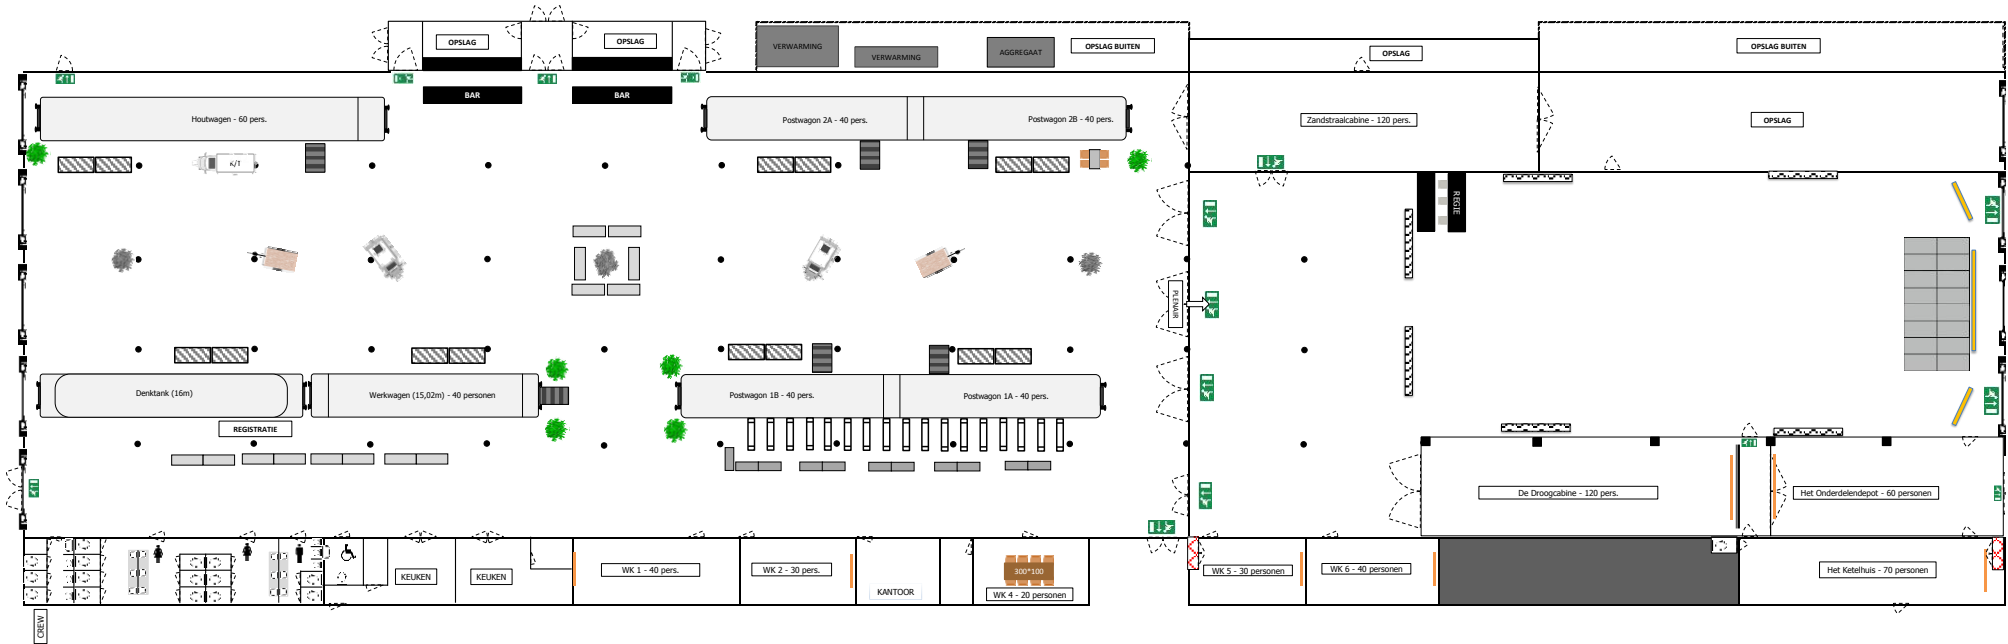 OPSLAG
OPSLAG
VERWARMING
VERWARMING
AGGREGAAT
OPSLAG BUITEN
OPSLAG
OPSLAG BUITEN
BAR
BAR
Houtwagen - 60 pers.
Postwagon 2A - 40 pers.
Postwagon 2B - 40 pers.
Zandstraalcabine - 120 pers.
OPSLAG
REGIE
PLENAIR
Denktank (16m)
Werkwagen (15,02m) - 40 personen
Postwagon 1B - 40 pers.
Postwagon 1A - 40 pers.
REGISTRATIE
De Droogcabine - 120 pers.
Het Onderdelendepot - 60 personen
KEUKEN
KEUKEN
WK 1 - 40 pers.
WK 2 - 30 pers.
KANTOOR
300*100
WK 4 - 20 personen
WK 5 - 30 personen
WK 6 - 40 personen
Het Ketelhuis - 70 personen
CREW